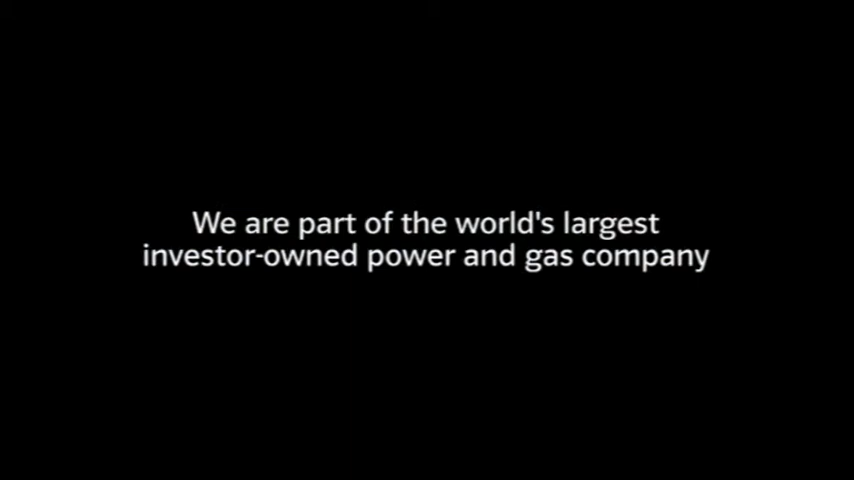 We are part of the world's largest
investor-owned power and gas company